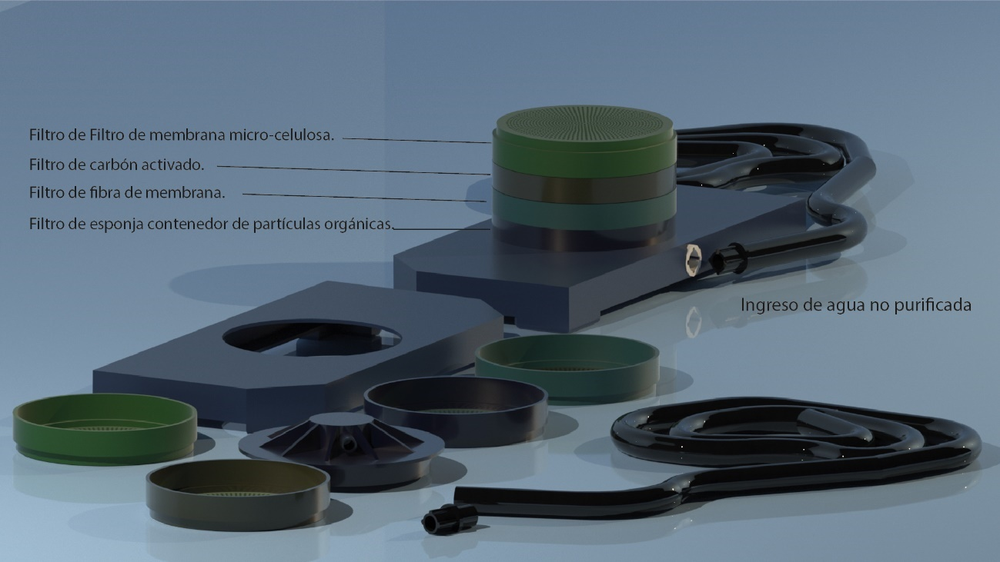 Filtro de Filtro de membrana micro-celulosa.
Filtro de carbón activado.
Filtro de fibra de membrana.
Filtro de esponja contenedor de partículas orgánicas.
Ingreso de agua no purificada